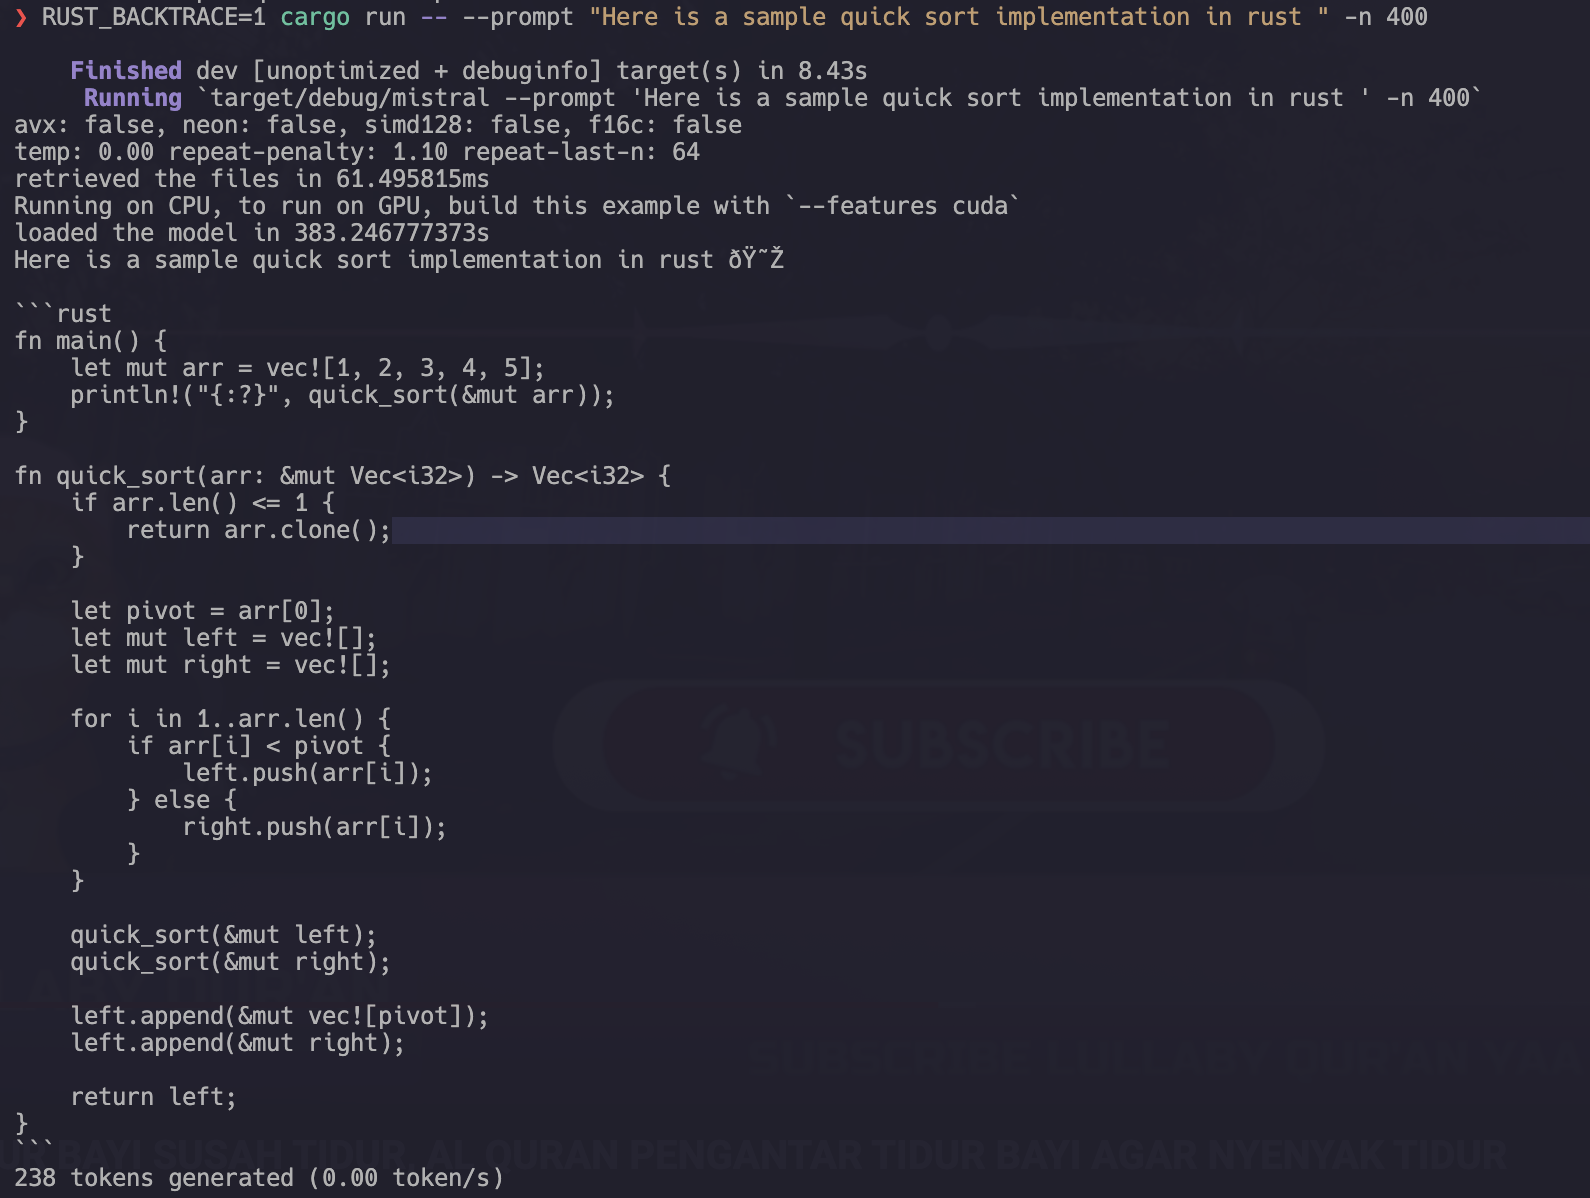 ❯ RUST_BACKTRACE=1 cargo run -- --prompt "Here is a sample quick sort implementation in rust " -n 400
    Finished dev [unoptimized + debuginfo] target(s) in 8.43s
     Running `target/debug/mistral --prompt 'Here is a sample quick sort implementation in rust ' -n 400`
avx: false, neon: false, simd128: false, f16c: false
temp: 0.00 repeat-penalty: 1.10 repeat-last-n: 64
retrieved the files in 61.495815ms
Running on CPU, to run on GPU, build this example with `--features cuda`
loaded the model in 383.246777373s
Here is a sample quick sort implementation in rust ðŸ˜Ž
```rust
fn main() {
    let mut arr = vec![1, 2, 3, 4, 5];
    println!("{:?}", quick_sort(&mut arr));
}
fn quick_sort(arr: &mut Vec<i32>) -> Vec<i32> {
    if arr.len() <= 1 {
        return arr.clone();
    }
    let pivot = arr[0];
    let mut left = vec![];
    let mut right = vec![];
    for i in 1..arr.len() {
        if arr[i] < pivot {
            left.push(arr[i]);
SUBSCRIBE
        } else {
            right.push(arr[i]);
        }
    }
    quick_sort(&mut left);
    quick_sort(&mut right);
    left.append(&mut vec![pivot]);
    left.append(&mut right);
SUBSCRIBE LULLABY QUR'AN YAA
    return left;
}
```
BAYI SUSAH TIDUR, AL QURAN PENGANTAR TIDUR BAYI AGAR NYENYAK TIDUR
238 tokens generated (0.00 token/s)